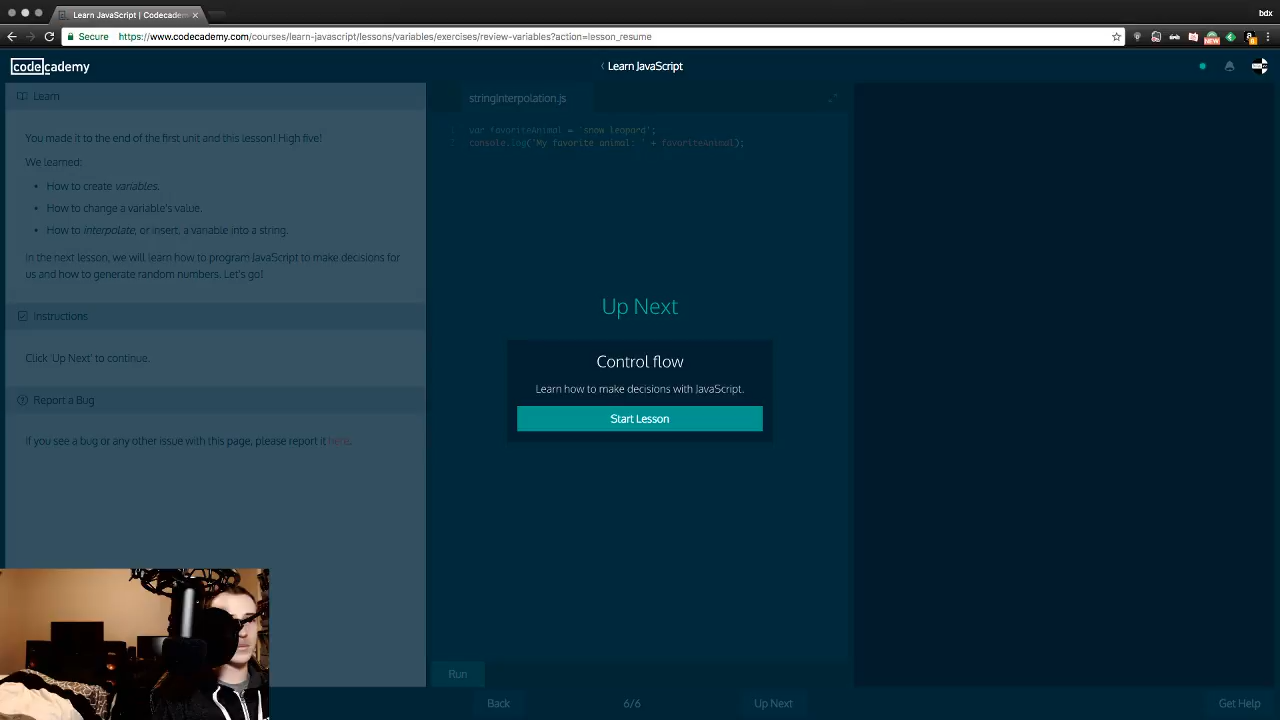 Learn JavaScript | Codecadem
bdx
Secure https://www.codecademy.com/courses/learn-javascript/lessons/variables/exercises/review-variables?action=lesson_resume
NEW
codecademy
Learn JavaScript
Learn
stringInterpolation.js
You made it to the end of the first unit and this lesson! High five!
We learned:
• How to create variables.
• How to change a variable's value.
• How to interpolate, or insert, a variable into a string.
In the next lesson, we will learn how to program JavaScript to make decisions for
us and how to generate random numbers. Let's go!
1 var favoriteAnimal = 'snow leopard';
2 console.log('My favorite animal: ' + favoriteAnimal);
Instructions
Click 'Up Next' to continue.
Report a Bug
If you see a bug or any other issue with this page, please report it here.
Up Next
Control flow
Learn how to make decisions with JavaScript.
Start Lesson
Run
Back
6/6
Up Next
Get Help